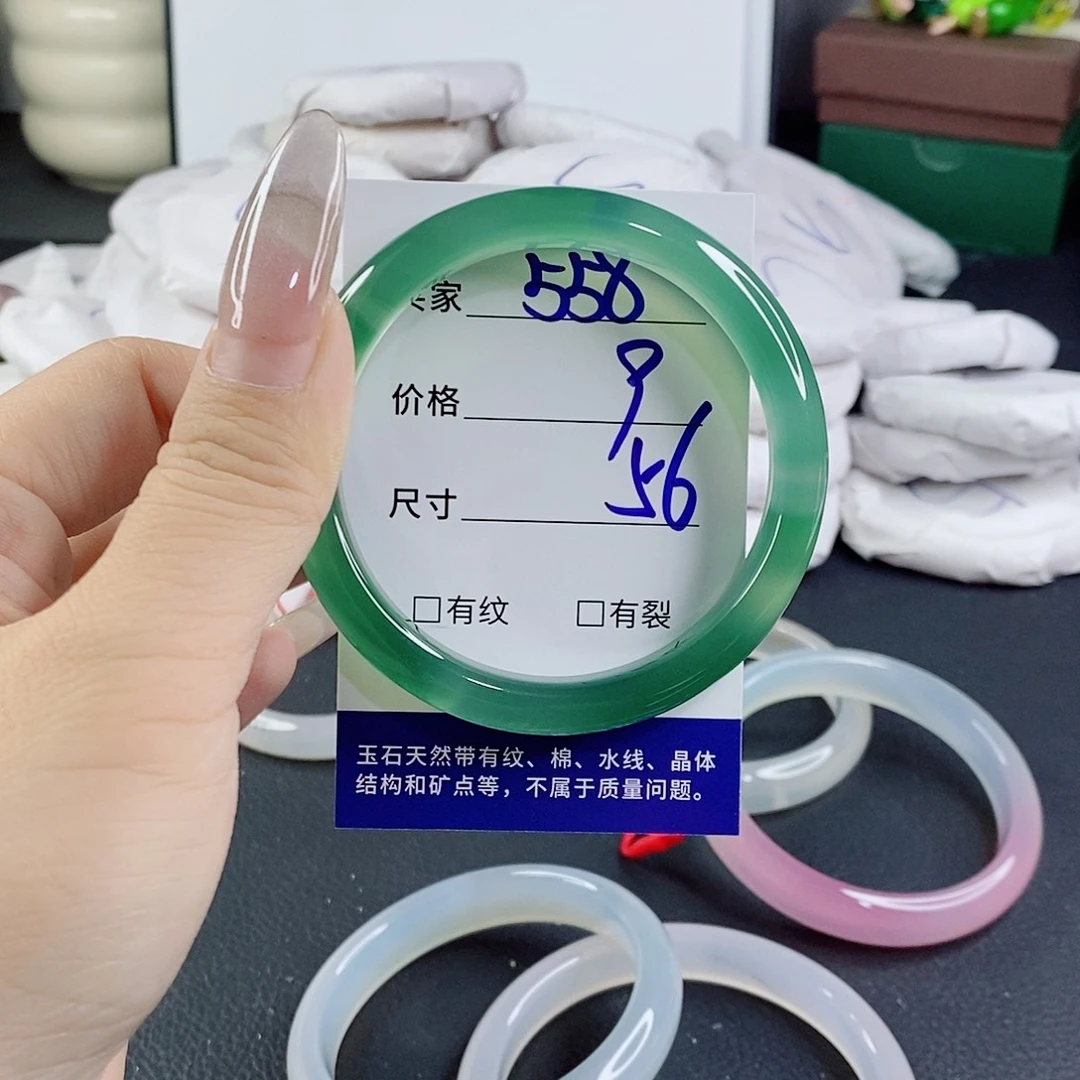 家 558
价格 9
尺寸 56
□有纹 □有裂
玉石天然带有纹、棉、水线、晶体
结构和矿点等，不属于质量问题。